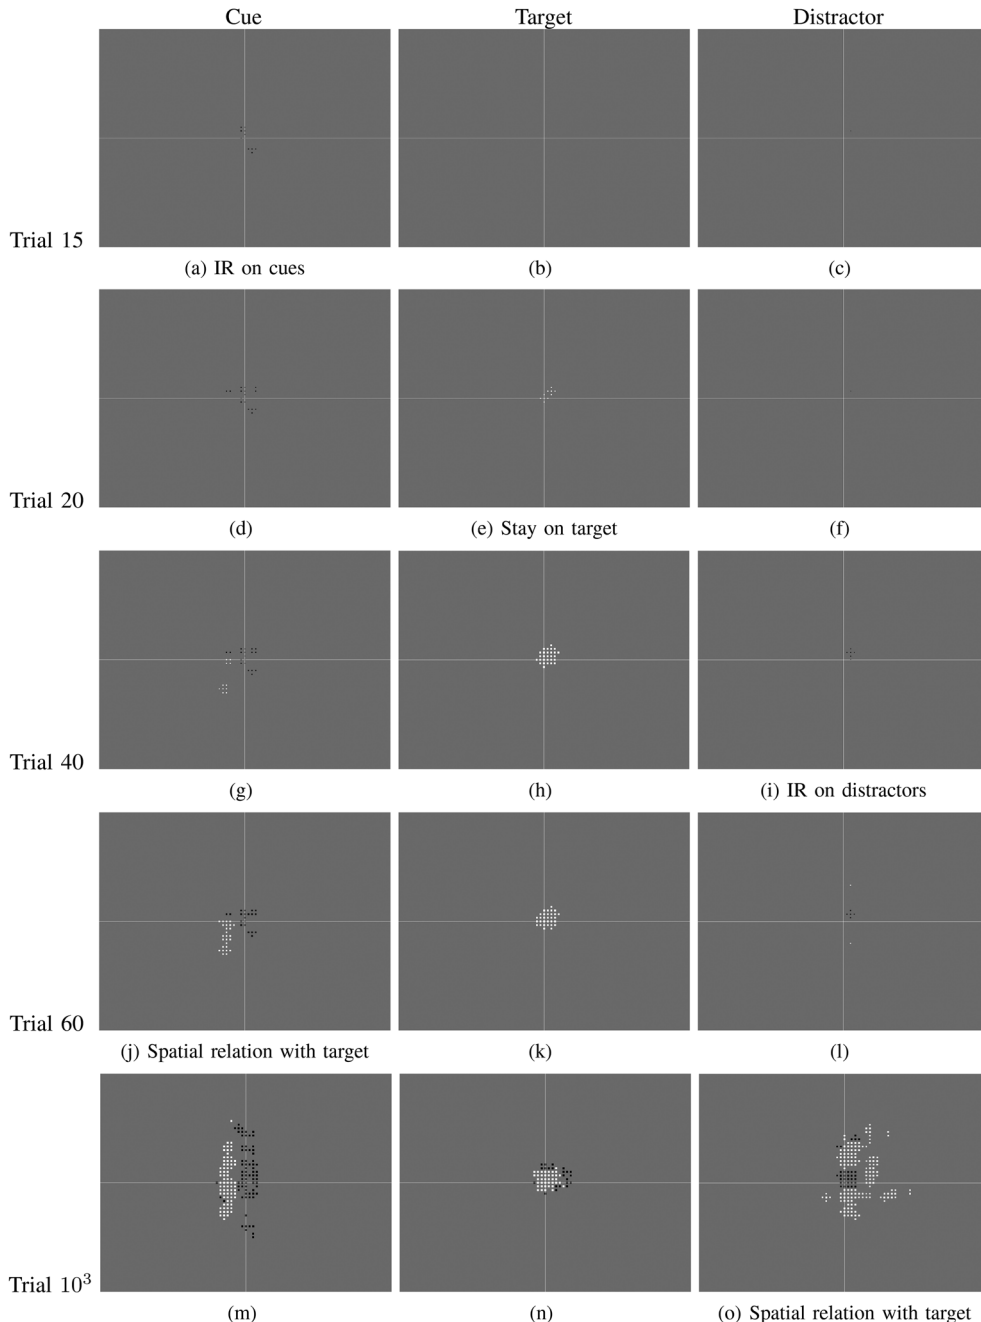 Cue Target Distractor
Trial 15
(a) IR on cues (b) (c)
Trial 20
(d) (e) Stay on target (f)
Trial 40
(g) (h) (i) IR on distractors
Trial 60
(j) Spatial relation with target (k) (l)
Trial 10³
(m) (n) (o) Spatial relation with target